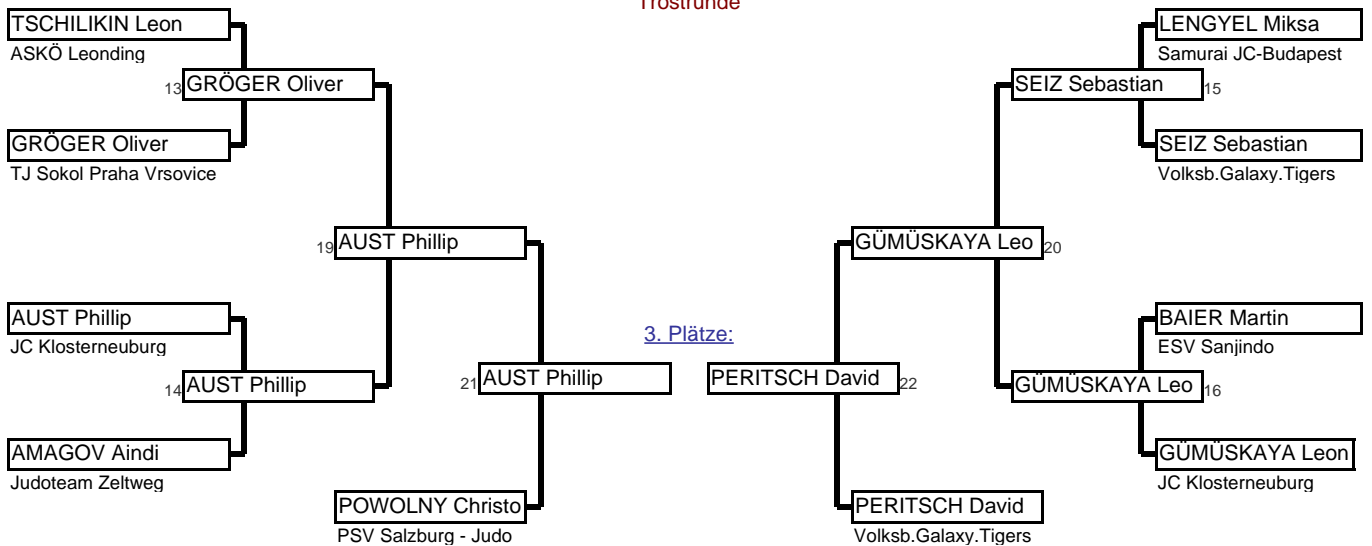 Trostrunde
TSCHILIKIN Leon
ASKÖ Leonding
13 GRÖGER Oliver
GRÖGER Oliver
TJ Sokol Praha Vrsovice
19 AUST Phillip
AUST Phillip
JC Klosterneuburg
14 AUST Phillip
AMAGOV Aindi
Judoteam Zeltweg
21 AUST Phillip
POWOLNY Christo
PSV Salzburg - Judo
3. Plätze:
LENGYEL Miksa
Samurai JC-Budapest
SEIZ Sebastian 15
SEIZ Sebastian
Volksb.Galaxy.Tigers
GÜMÜSKAYA Leo 20
BAIER Martin
ESV Sanjindo
PERITSCH David 22
GÜMÜSKAYA Leo 16
GÜMÜSKAYA Leon
JC Klosterneuburg
PERITSCH David
Volksb.Galaxy.Tigers